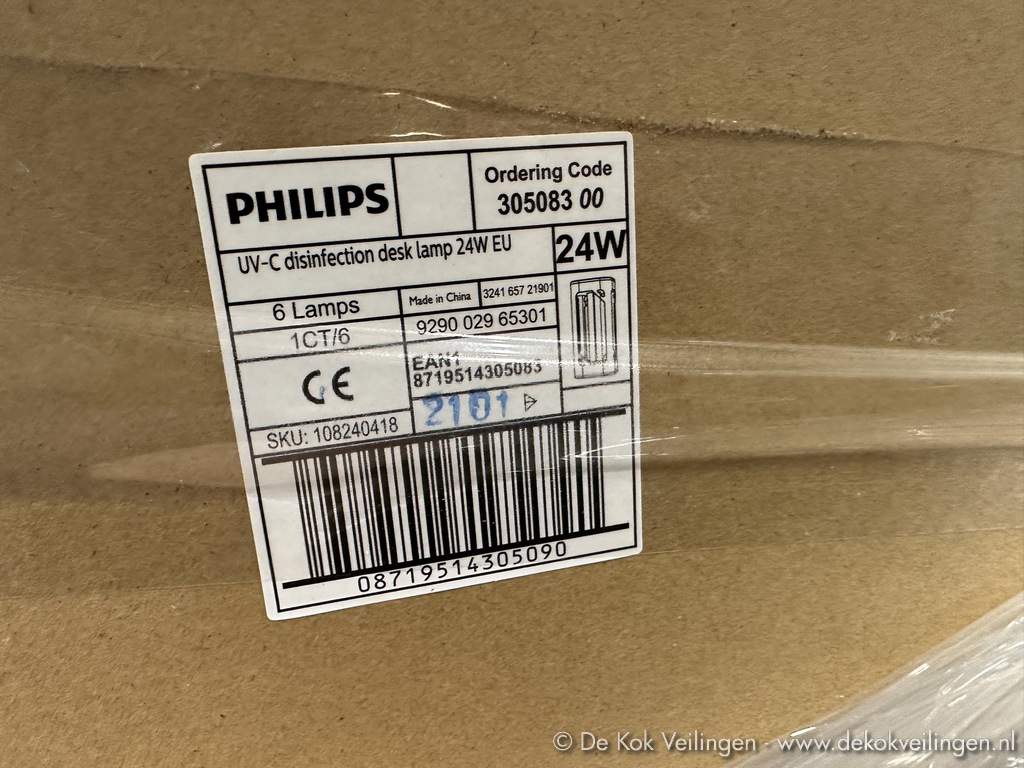 PHILIPS
Ordering Code
305083 00
UV-C disinfection desk lamp 24W EU
24W
6 Lamps
Made in China
3241 657 21901
1CT/6
9290 029 65301
CE
EAN1
8719514305083
2101
SKU: 108240418
08719514305090
© De Kok Veilingen - www.dekokveilingen.nl